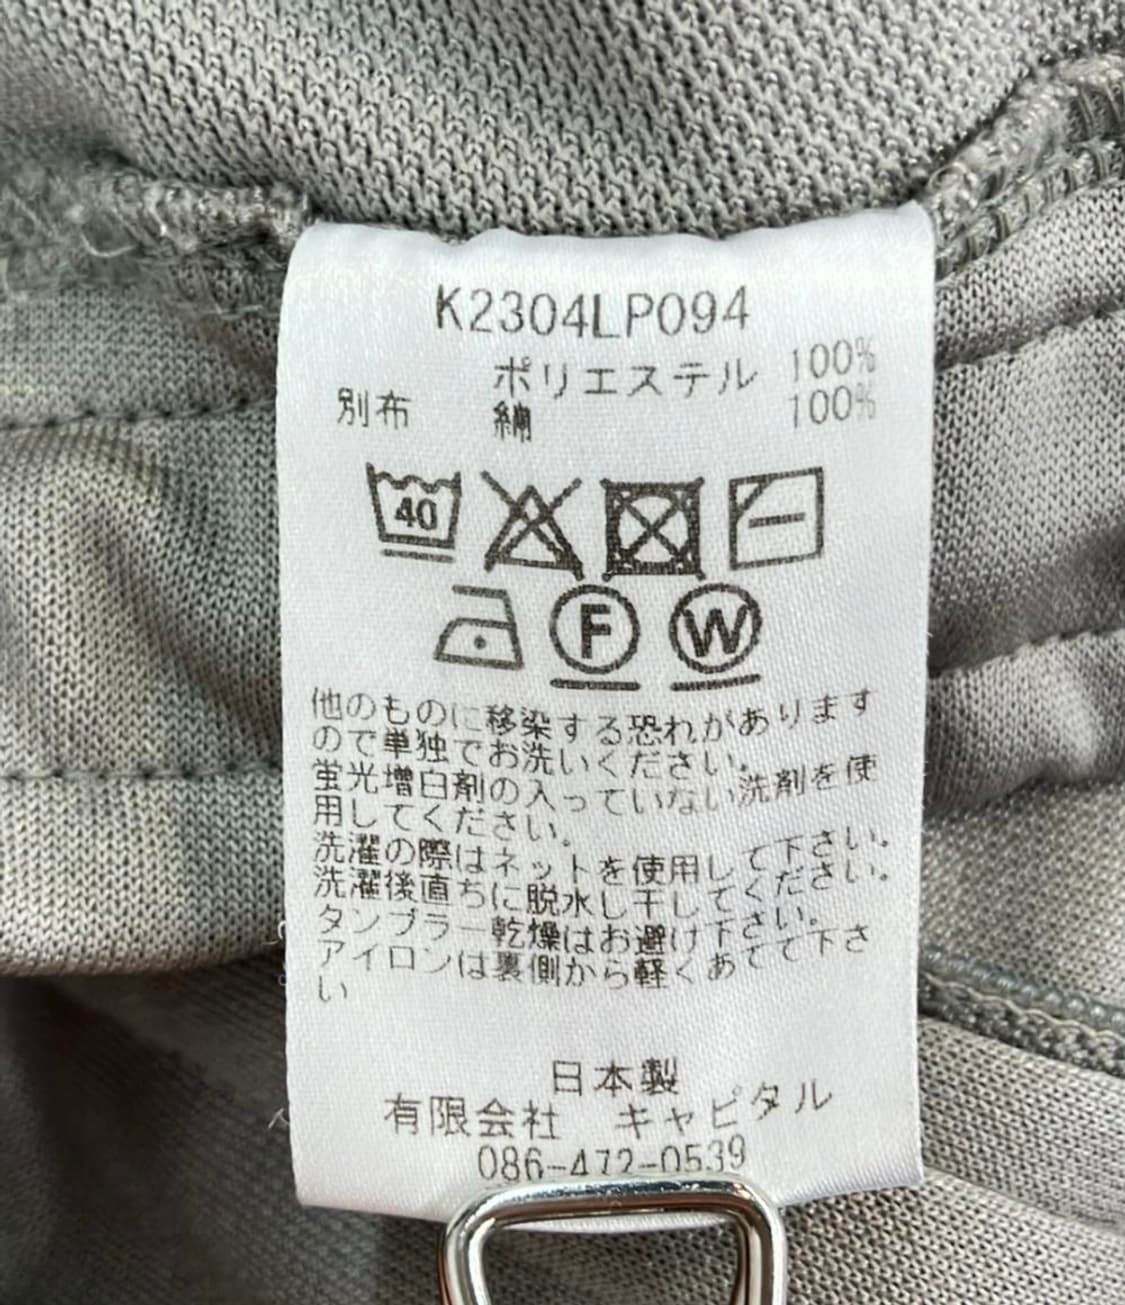 K2304LP094
ポリエステル 100%
別布 綿 100%
40
F W
他のものに移染する恐れがあります
ので単独でお洗いください。
蛍光増白剤の入っていない洗剤を使
用してください。
洗濯の際はネットを使用して下さい。
洗濯後直ちに脱水し干してください。
タンブラー乾燥はお避け下さい。
アイロンは裏側から軽くあてて下さ
い
日本製
有限会社 キャピタル
086-472-0539